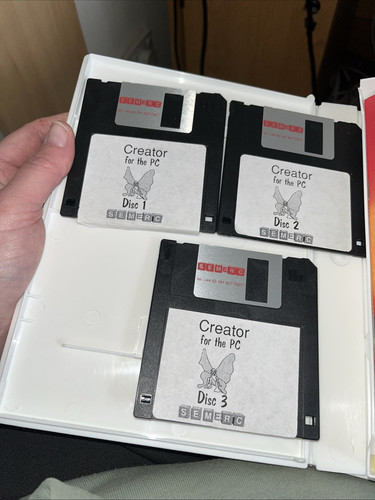 SEMERC
Creator
for the PC
Disc 1
SEMERC
SEMERC
Creator
for the PC
Disc 2
SEMERC
SEMERC
Creator
for the PC
Disc 3
SEMERC